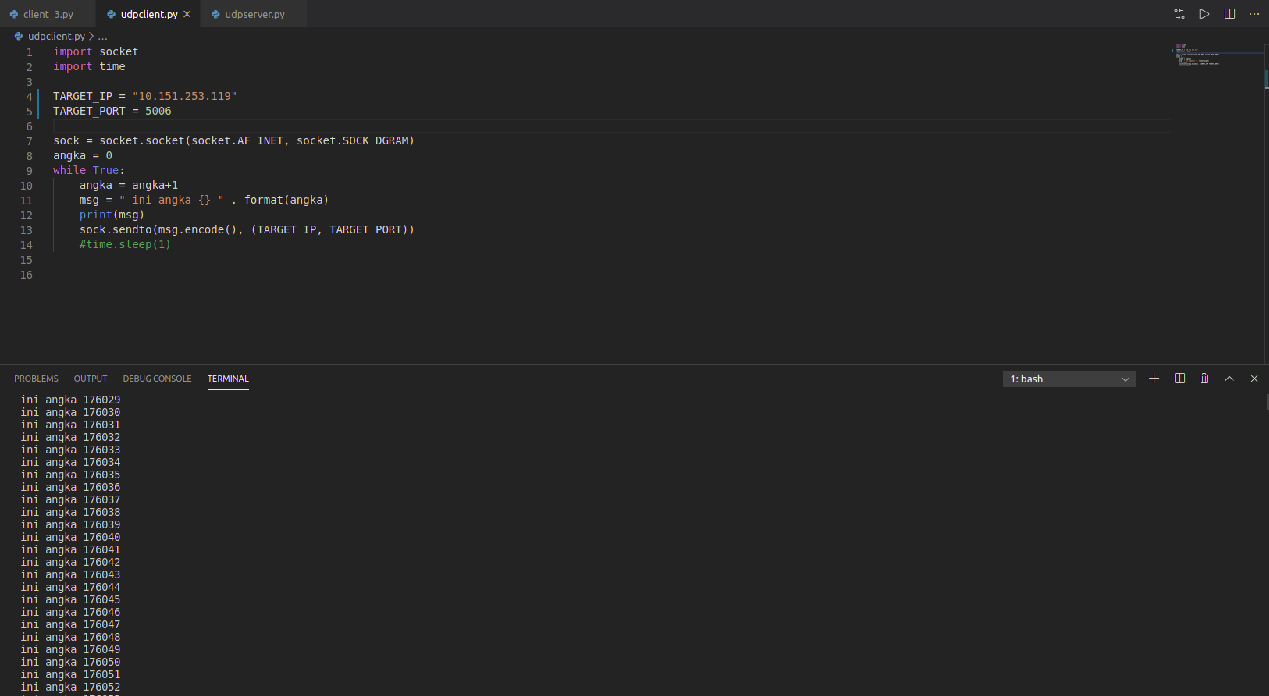 client_3.py udpclient.py udpserver.py
udpclient.py > ...
1 import socket
2 import time
3
4 TARGET_IP = "10.151.253.119"
5 TARGET_PORT = 5006
6
7 sock = socket.socket(socket.AF_INET, socket.SOCK_DGRAM)
8 angka = 0
9 while True:
10 angka = angka+1
11 msg = " ini angka {} " . format(angka)
12 print(msg)
13 sock.sendto(msg.encode(), (TARGET_IP, TARGET_PORT))
14 #time.sleep(1)
15
16
PROBLEMS OUTPUT DEBUG CONSOLE TERMINAL 1: bash
ini angka 176029
ini angka 176030
ini angka 176031
ini angka 176032
ini angka 176033
ini angka 176034
ini angka 176035
ini angka 176036
ini angka 176037
ini angka 176038
ini angka 176039
ini angka 176040
ini angka 176041
ini angka 176042
ini angka 176043
ini angka 176044
ini angka 176045
ini angka 176046
ini angka 176047
ini angka 176048
ini angka 176049
ini angka 176050
ini angka 176051
ini angka 176052